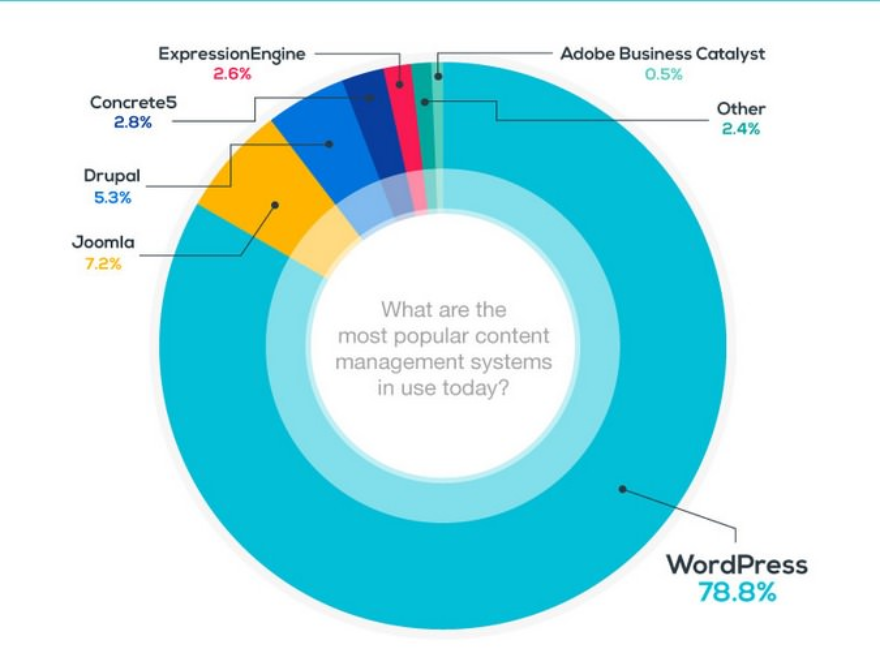 ExpressionEngine
2.6%
Adobe Business Catalyst
0.5%
Concrete5
2.8%
Other
2.4%
Drupal
5.3%
Joomla
7.2%
What are the
most popular content
management systems
in use today?
WordPress
78.8%